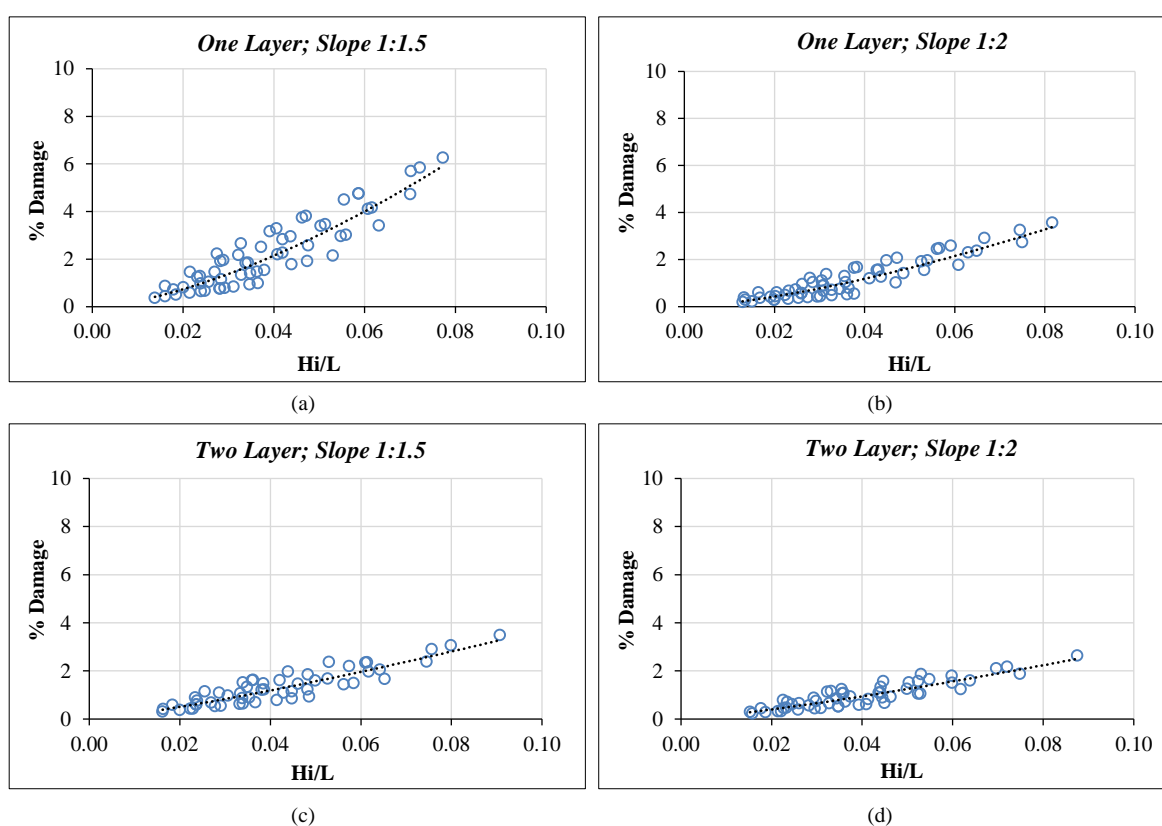 One Layer; Slope 1:1.5
10
8
6
4
2
0
% Damage
0.00 0.02 0.04 0.06 0.08 0.10
Hi/L
(a)
One Layer; Slope 1:2
10
8
6
4
2
0
% Damage
0.00 0.02 0.04 0.06 0.08 0.10
Hi/L
(b)
Two Layer; Slope 1:1.5
10
8
6
4
2
0
% Damage
0.00 0.02 0.04 0.06 0.08 0.10
Hi/L
(c)
Two Layer; Slope 1:2
10
8
6
4
2
0
% Damage
0.00 0.02 0.04 0.06 0.08 0.10
Hi/L
(d)